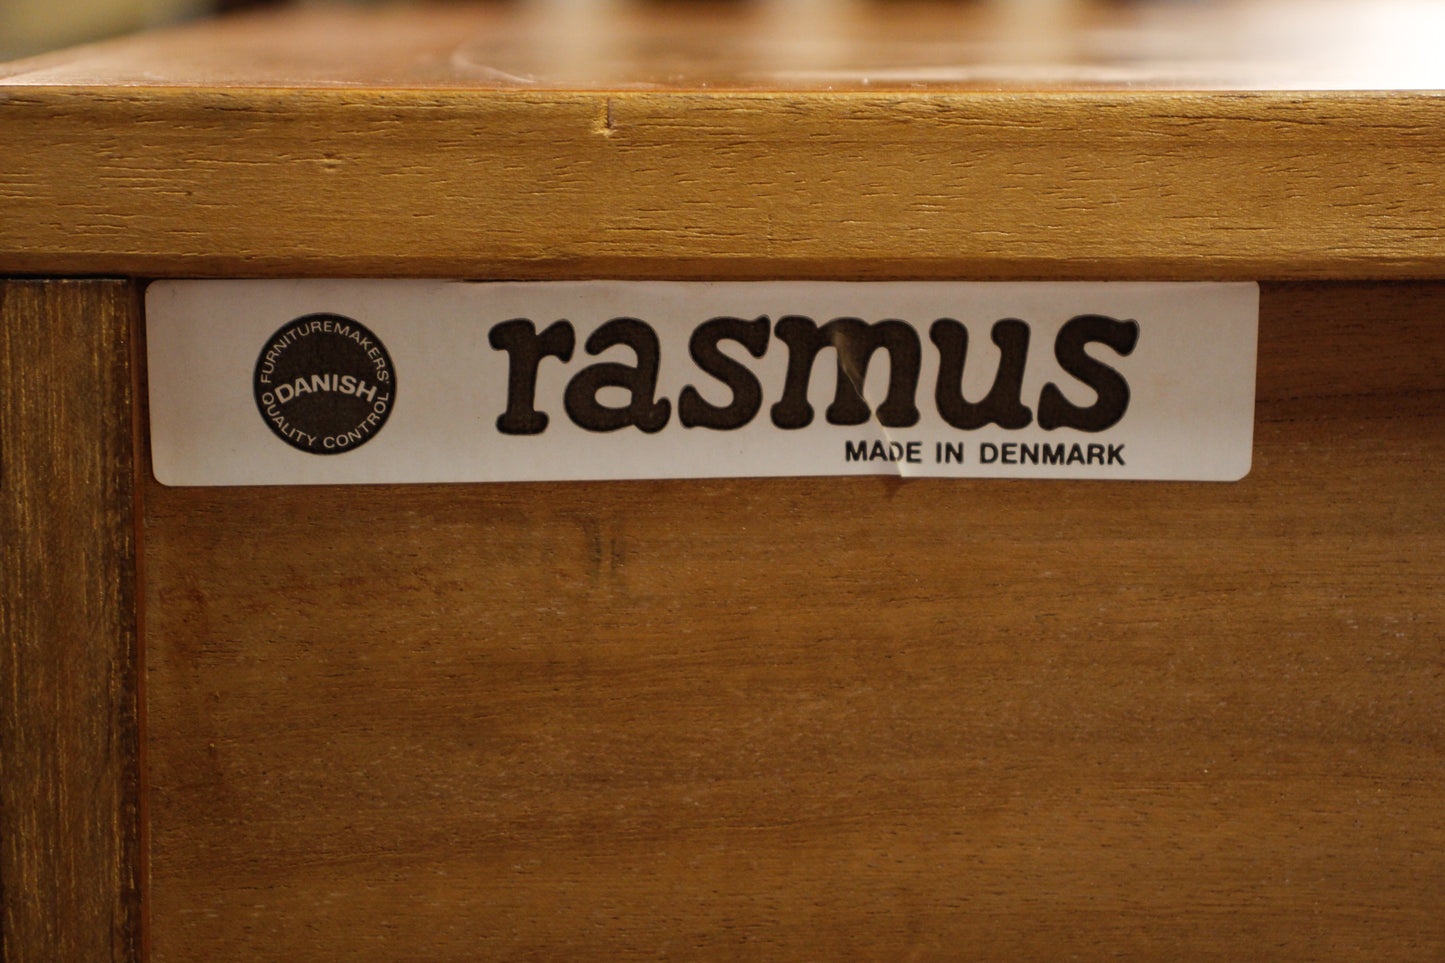 FURNITUREMAKERS'
DANISH
QUALITY CONTROL
rasmus
MADE IN DENMARK